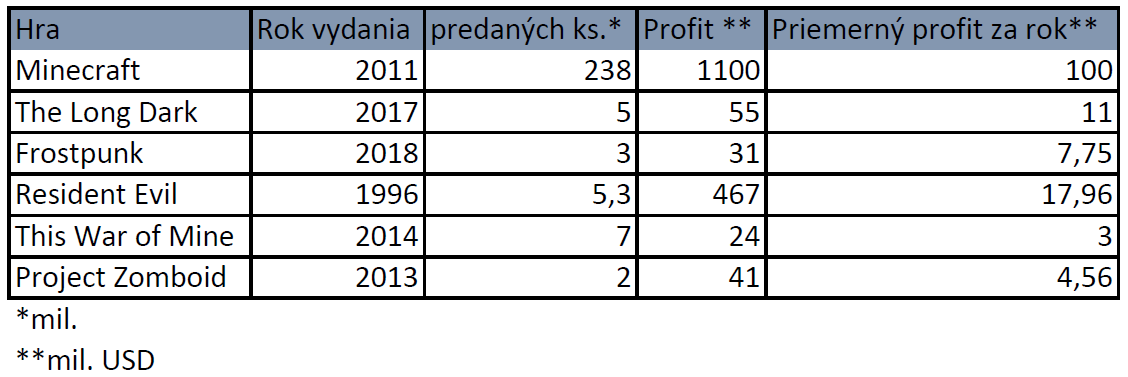 Hra Rok vydania predaných ks.* Profit ** Priemerný profit za rok**
Minecraft 2011 238 1100 100
The Long Dark 2017 5 55 11
Frostpunk 2018 3 31 7,75
Resident Evil 1996 5,3 467 17,96
This War of Mine 2014 7 24 3
Project Zomboid 2013 2 41 4,56
*mil.
**mil. USD